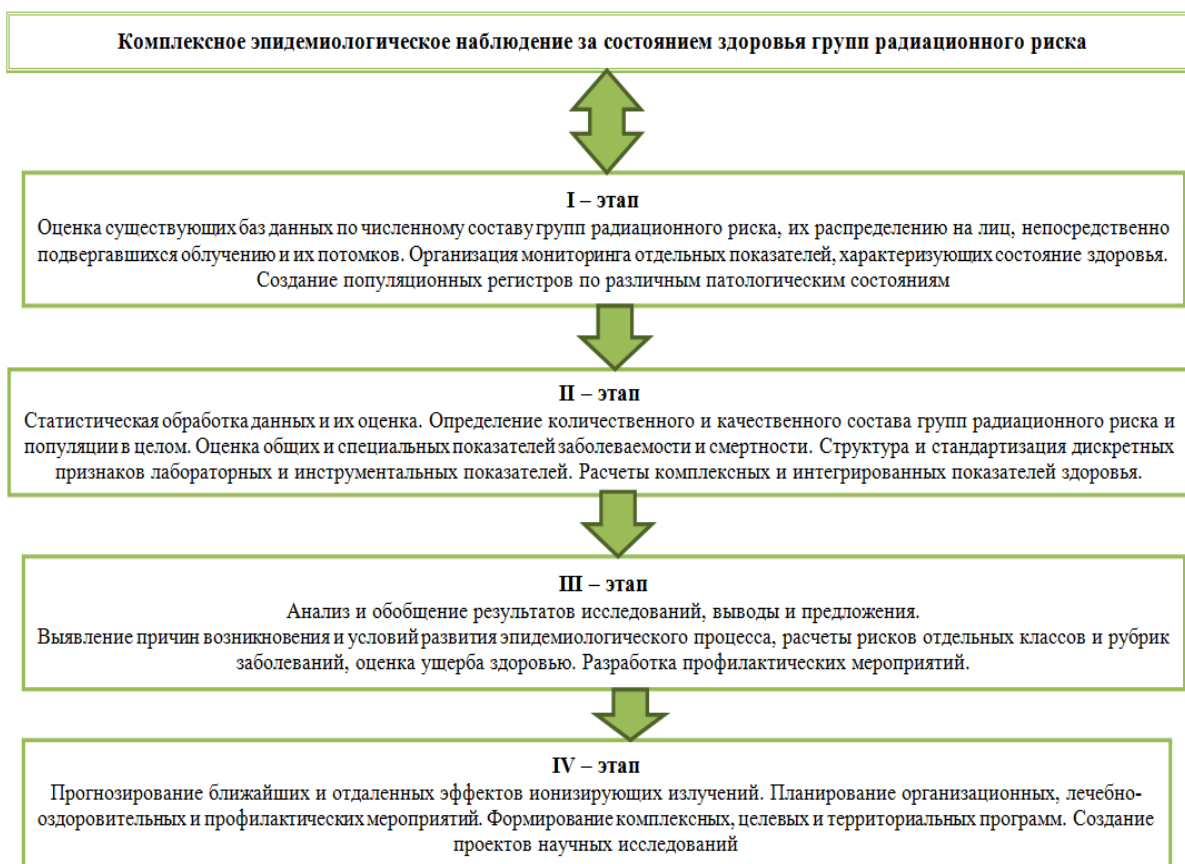 Комплексное эпидемиологическое наблюдение за состоянием здоровья групп радиационного риска
I – этап
Оценка существующих баз данных по численному составу групп радиационного риска, их распределению на лиц, непосредственно
подвергавшихся облучению и их потомков. Организация мониторинга отдельных показателей, характеризующих состояние здоровья.
Создание популяционных регистров по различным патологическим состояниям
II – этап
Статистическая обработка данных и их оценка. Определение количественного и качественного состава групп радиационного риска и
популяции в целом. Оценка общих и специальных показателей заболеваемости и смертности. Структура и стандартизация дискретных
признаков лабораторных и инструментальных показателей. Расчеты комплексных и интегрированных показателей здоровья.
III – этап
Анализ и обобщение результатов исследований, выводы и предложения.
Выявление причин возникновения и условий развития эпидемиологического процесса, расчеты рисков отдельных классов и рубрик
заболеваний, оценка ущерба здоровью. Разработка профилактических мероприятий.
IV – этап
Прогнозирование ближайших и отдаленных эффектов ионизирующих излучений. Планирование организационных, лечебно-
оздоровительных и профилактических мероприятий. Формирование комплексных, целевых и территориальных программ. Создание
проектов научных исследований